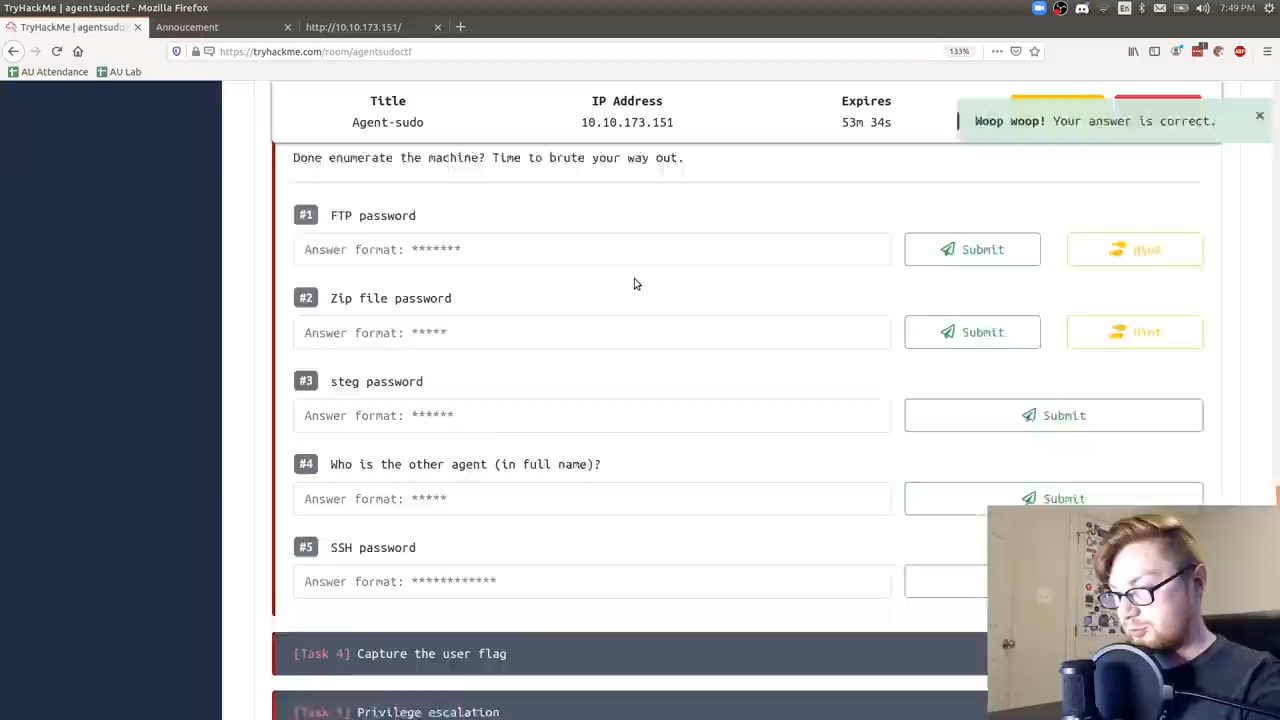 TryHackMe | agentsudoctf - Mozilla Firefox
en
7:49 PM
TryHackMe | agentsudoc
Annoucement
http://10.10.173.151/
https://tryhackme.com/room/agentsudoctf
133%
AU Attendance
AU Lab
Title
IP Address
Expires
Agent-sudo
10.10.173.151
53m 34s
Woop woop! Your answer is correct.
Done enumerate the machine? Time to brute your way out.
#1 FTP password
Answer format: *******
Submit
Hint
#2 Zip file password
Answer format: *****
Submit
Hint
#3 steg password
Answer format: ******
Submit
#4 Who is the other agent (in full name)?
Answer format: *****
Submit
#5 SSH password
Answer format: ************
[Task 4] Capture the user flag
[Task 5] Privilege escalation